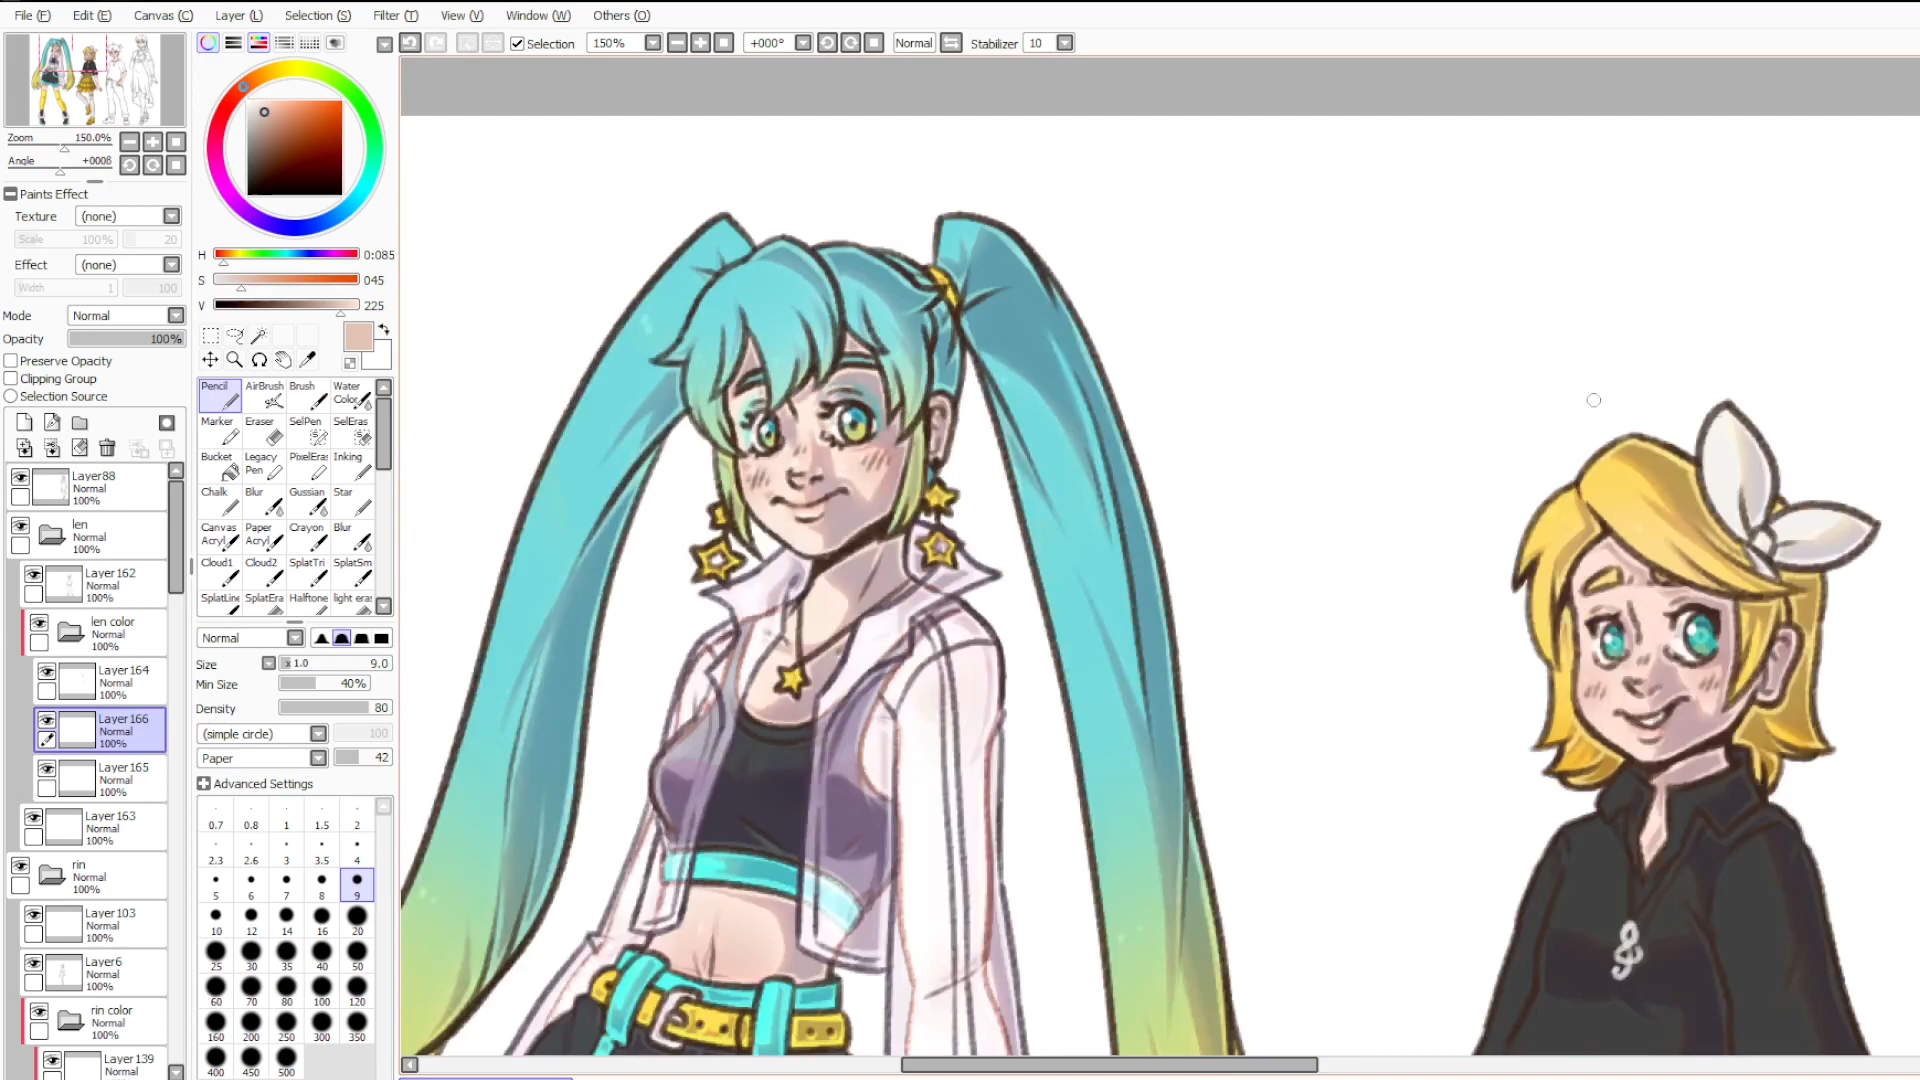 File (F) Edit (E) Canvas (C) Layer (L) Selection (S) Filter (T) View (V) Window (W) Others (O)
Selection 150% +000° Normal Stabilizer 10
Zoom 150.0%
Angle
Paints Effect
Texture (none)
Scale 100% 20
Effect (none)
Width 1 100
Mode Normal
Opacity 100%
Preserve Opacity
Clipping Group
Selection Source
Layer88
Normal
100%
len
Normal
100%
Layer162
Normal
100%
len color
Normal
100%
Layer164
Normal
100%
Layer166
Normal
100%
Layer165
Normal
100%
Layer163
Normal
100%
rin
Normal
100%
Layer103
Normal
100%
Layer6
Normal
100%
rin color
Normal
100%
Layer139
Normal
H 0:085
S 045
V 225
Pencil AirBrush Brush Water Color
Marker Eraser SelPen SelEras
Bucket Legacy Pen PixelEra Inking
Chalk Blur Gussian Star
Canvas Acryl Paper Acryl Crayon Blur
Cloud1 Cloud2 SplatTri SplatSm
SplatLine SplatEra Halftone light era
Normal
Size x 1.0 9.0
Min Size 40%
Density 80
(simple circle) 100
Paper 42
Advanced Settings
0.7 0.8 1 1.5 2
2.3 2.6 3 3.5 4
5 6 7 8 9
10 12 14 16 20
25 30 35 40 50
60 70 80 100 120
160 200 250 300 350
400 450 500